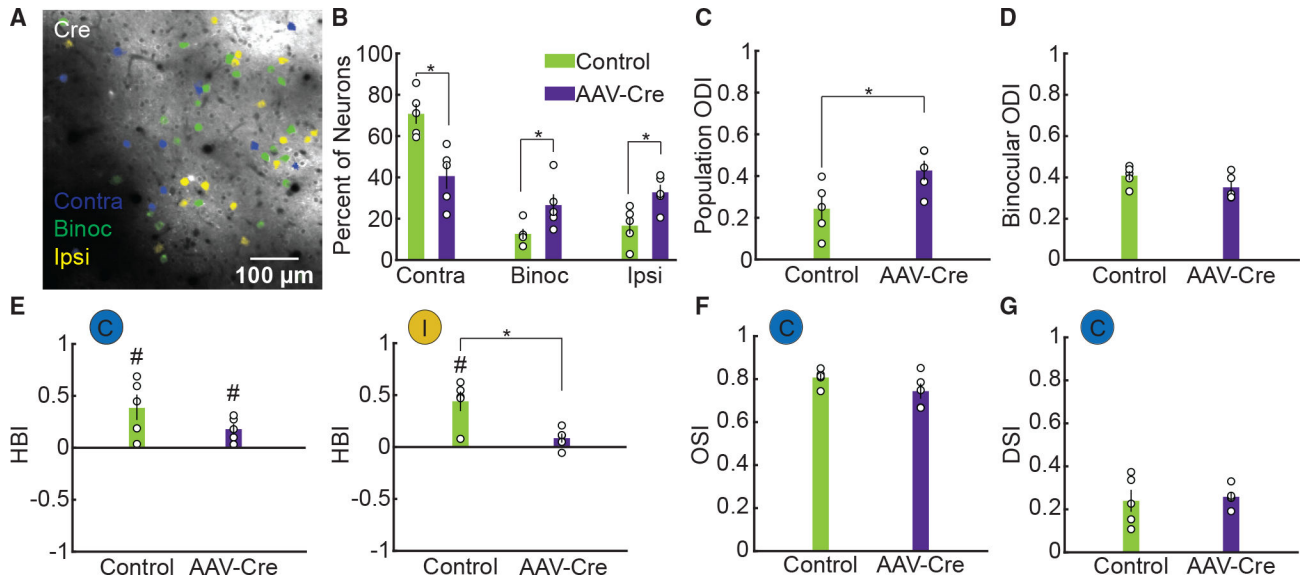 A
Cre
Contra
Binoc
Ipsi
100 µm
B
Percent of Neurons
100
80
60
40
20
0
*
*
*
Control
AAV-Cre
Contra
Binoc
Ipsi
C
Population ODI
1
0.8
0.6
0.4
0.2
0
*
Control
AAV-Cre
D
Binocular ODI
1
0.8
0.6
0.4
0.2
0
Control
AAV-Cre
E
C
HBI
1
0.5
0
-0.5
-1
#
#
Control
AAV-Cre
I
HBI
1
0.5
0
-0.5
-1
#
*
Control
AAV-Cre
F
C
OSI
1
0.8
0.6
0.4
0.2
0
Control
AAV-Cre
G
C
DSI
1
0.8
0.6
0.4
0.2
0
Control
AAV-Cre